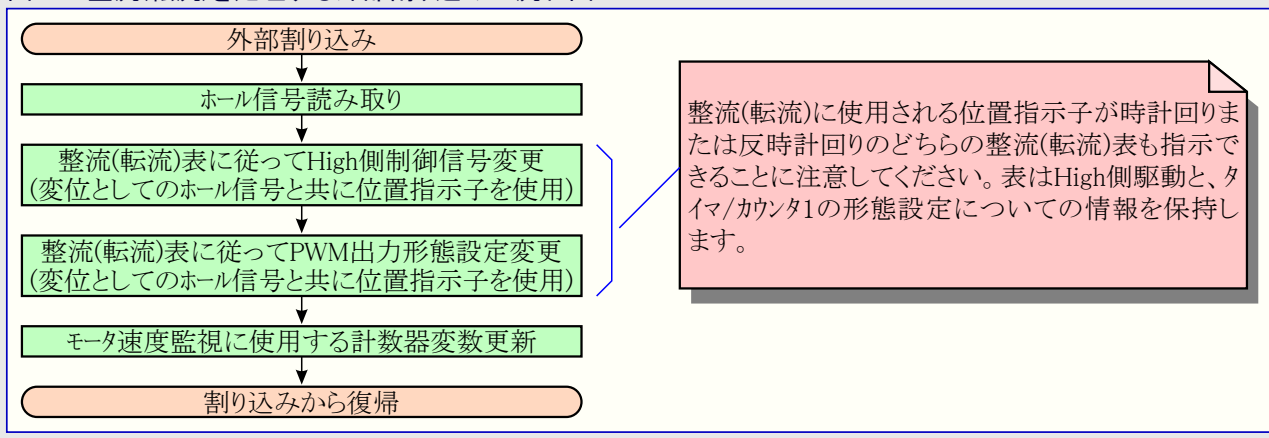 外部割り込み
ホール信号読み取り
整流(転流)表に従ってHigh側制御信号変更
(変位としてのホール信号と共に位置指示子を使用)
整流(転流)表に従ってPWM出力形態設定変更
(変位としてのホール信号と共に位置指示子を使用)
モータ速度監視に使用する計数器変数更新
割り込みから復帰
整流(転流)に使用される位置指示子が時計回りま
たは反時計回りのどちらの整流(転流)表も指示で
きることに注意してください。表はHigh側駆動と、タ
イマ/カウンタ1の形態設定についての情報を保持し
ます。